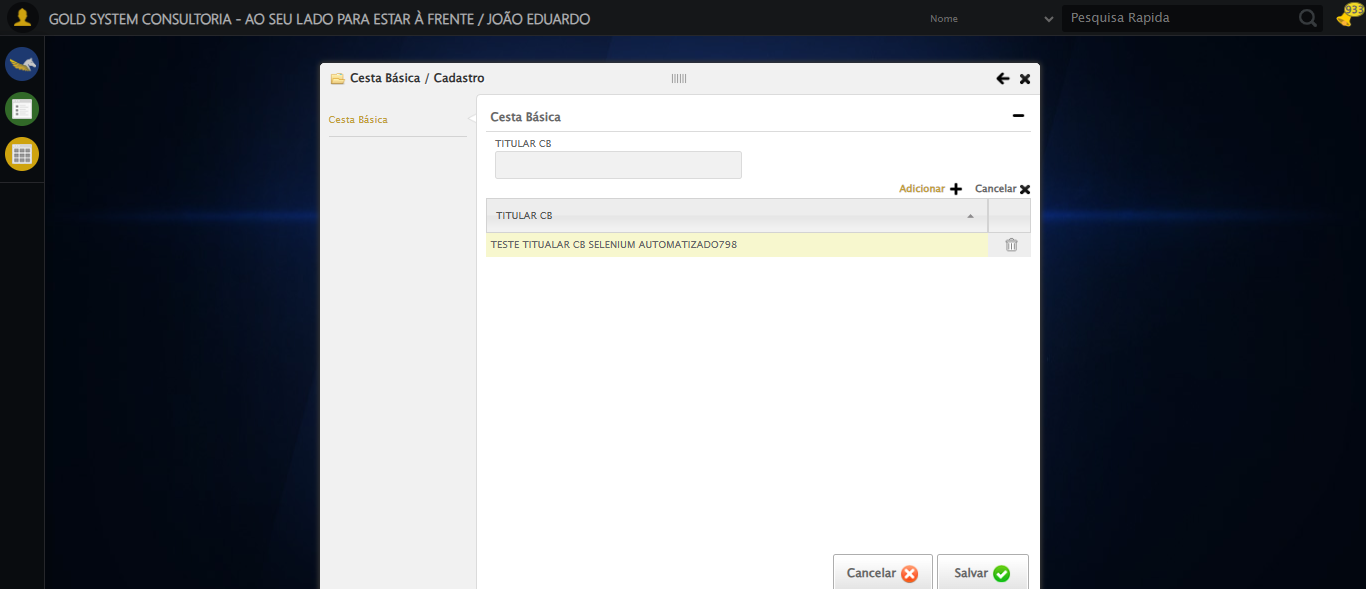 GOLD SYSTEM CONSULTORIA - AO SEU LADO PARA ESTAR À FRENTE / JOÃO EDUARDO
Nome
Pesquisa Rapida
933
Cesta Básica / Cadastro
Cesta Básica
Cesta Básica
TITULAR CB
Adicionar
Cancelar
TITULAR CB
TESTE TITUALAR CB SELENIUM AUTOMATIZADO798
Cancelar
Salvar